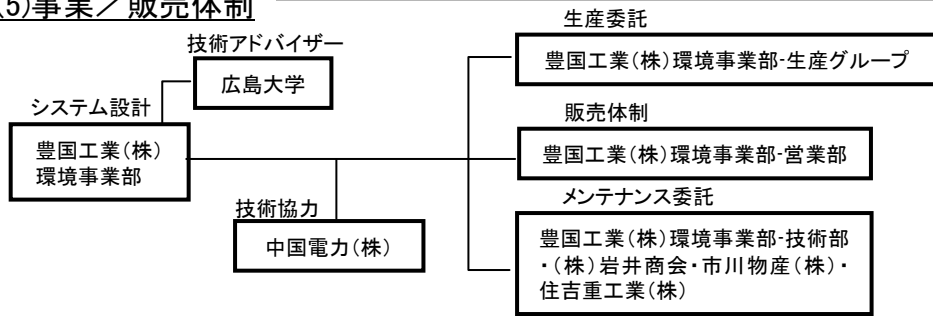 (5)事業／販売体制
生産委託
豊国工業(株)環境事業部-生産グループ
技術アドバイザー
広島大学
システム設計
豊国工業(株)
環境事業部
販売体制
豊国工業(株)環境事業部-営業部
技術協力
中国電力(株)
メンテナンス委託
豊国工業(株)環境事業部-技術部
・(株)岩井商会・市川物産(株)・
住吉重工業(株)